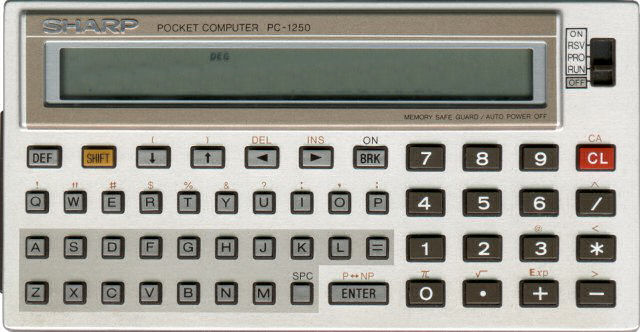 SHARP POCKET COMPUTER PC-1250
ON
RSV
PRO
RUN
OFF
DEG
MEMORY SAFE GUARD / AUTO POWER OFF
( ) DEL INS ON CA
DEF SHIFT ↓ ↑ ◄ ► BRK 7 8 9 CL
! " # $ % & ? : , ; ^
Q W E R T Y U I O P 4 5 6 /
@ <
A S D F G H J K L = 1 2 3 *
SPC P↔NP π √ Exp >
Z X C V B N M ENTER 0 • + −